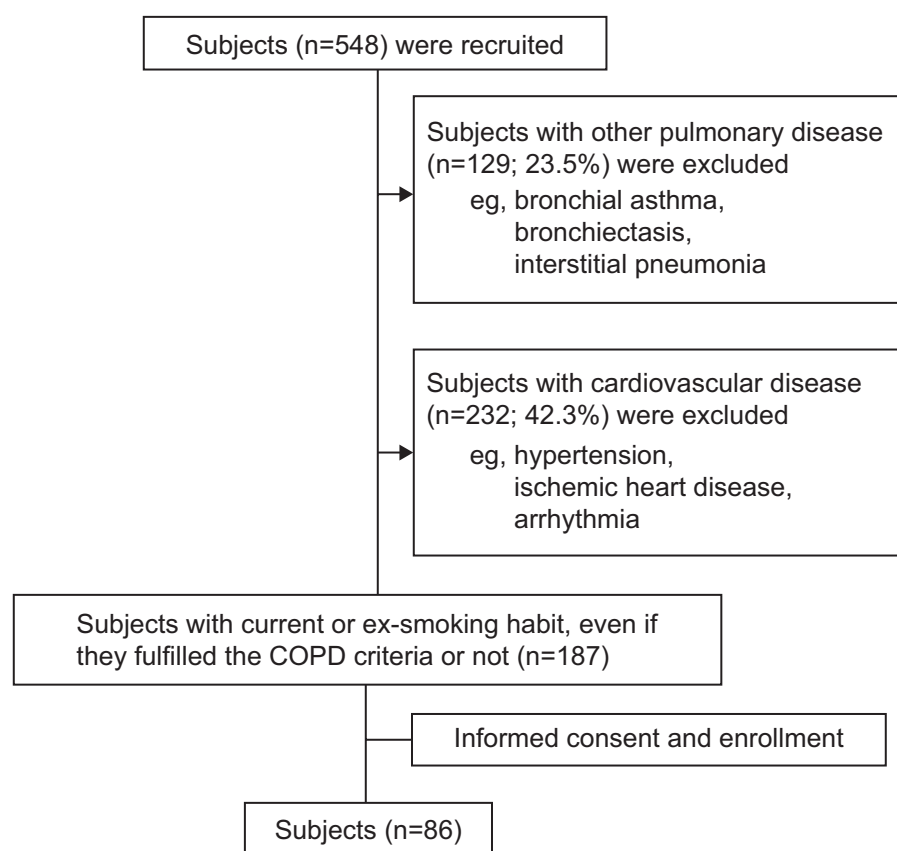 Subjects (n=548) were recruited
Subjects with other pulmonary disease
(n=129; 23.5%) were excluded
eg, bronchial asthma,
bronchiectasis,
interstitial pneumonia
Subjects with cardiovascular disease
(n=232; 42.3%) were excluded
eg, hypertension,
ischemic heart disease,
arrhythmia
Subjects with current or ex-smoking habit, even if
they fulfilled the COPD criteria or not (n=187)
Informed consent and enrollment
Subjects (n=86)